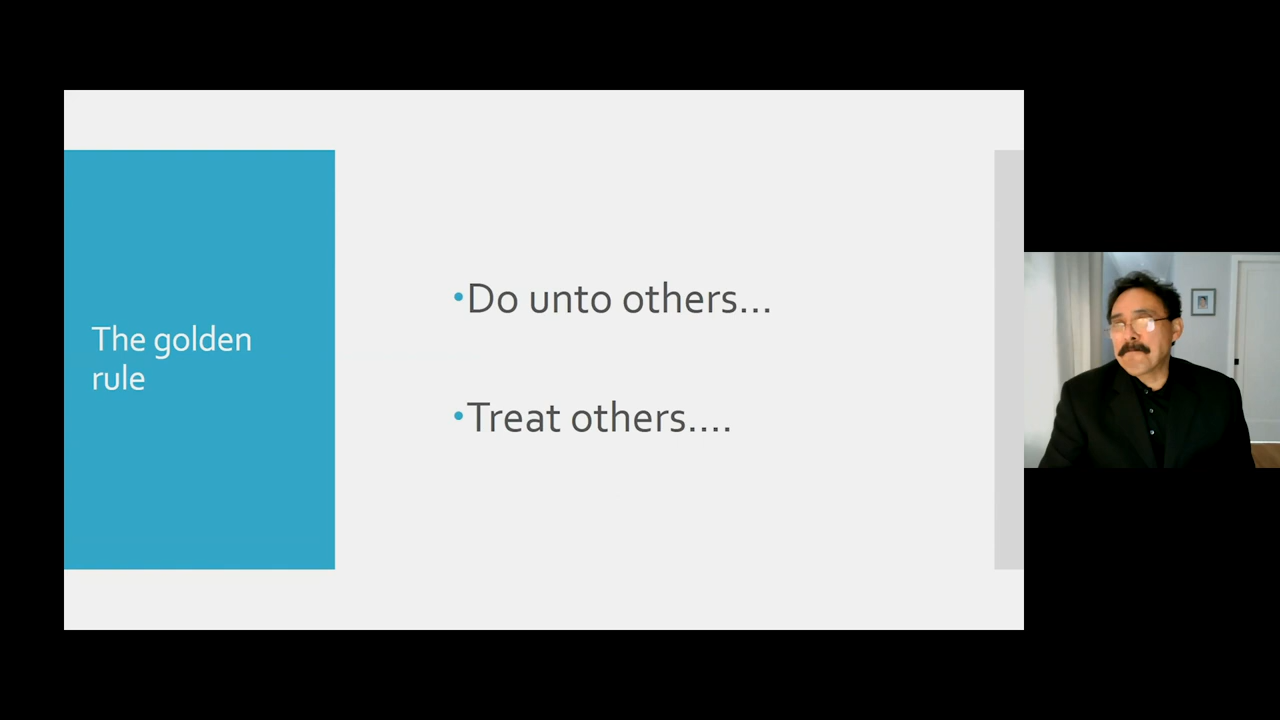 The golden
rule
•Do unto others...
•Treat others....